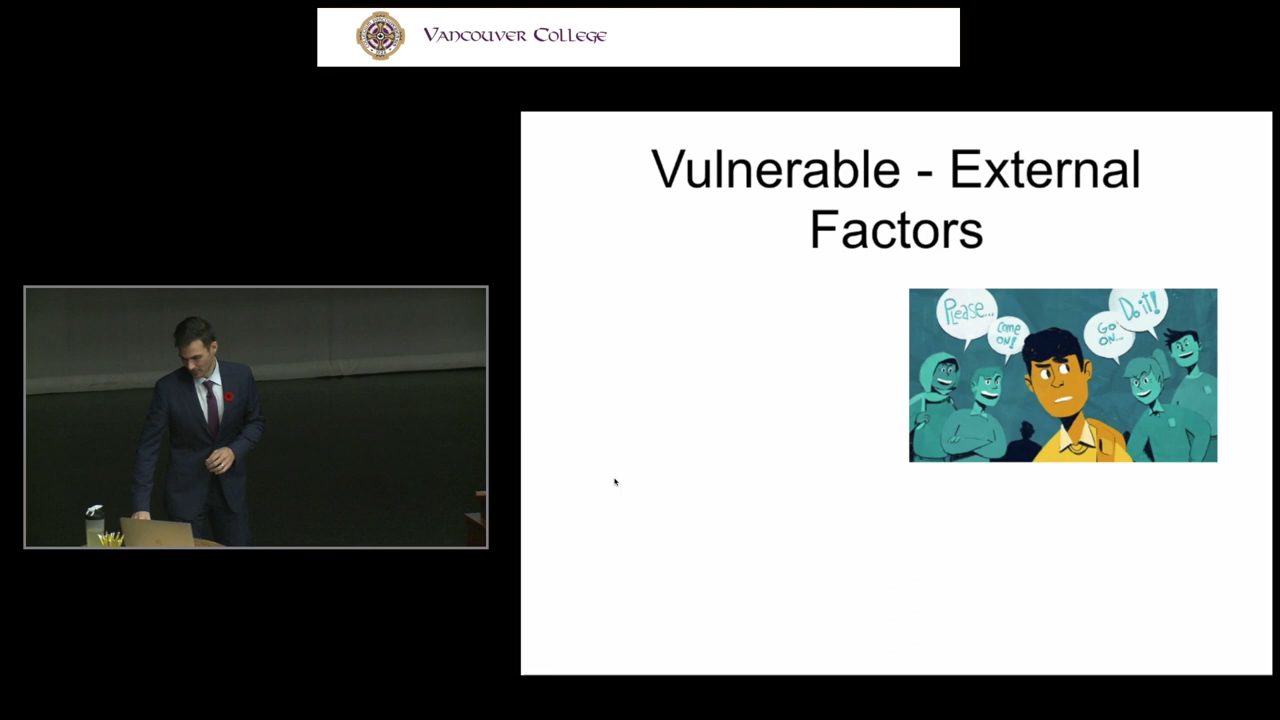 Vancouver College
Vulnerable - External
Factors
Please...
Come
ON!
Go
ON...
Do it!